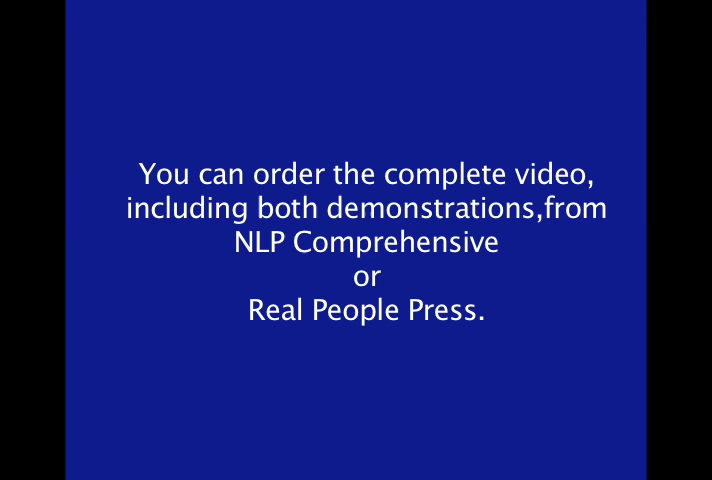 You can order the complete video,
including both demonstrations,from
NLP Comprehensive
or
Real People Press.